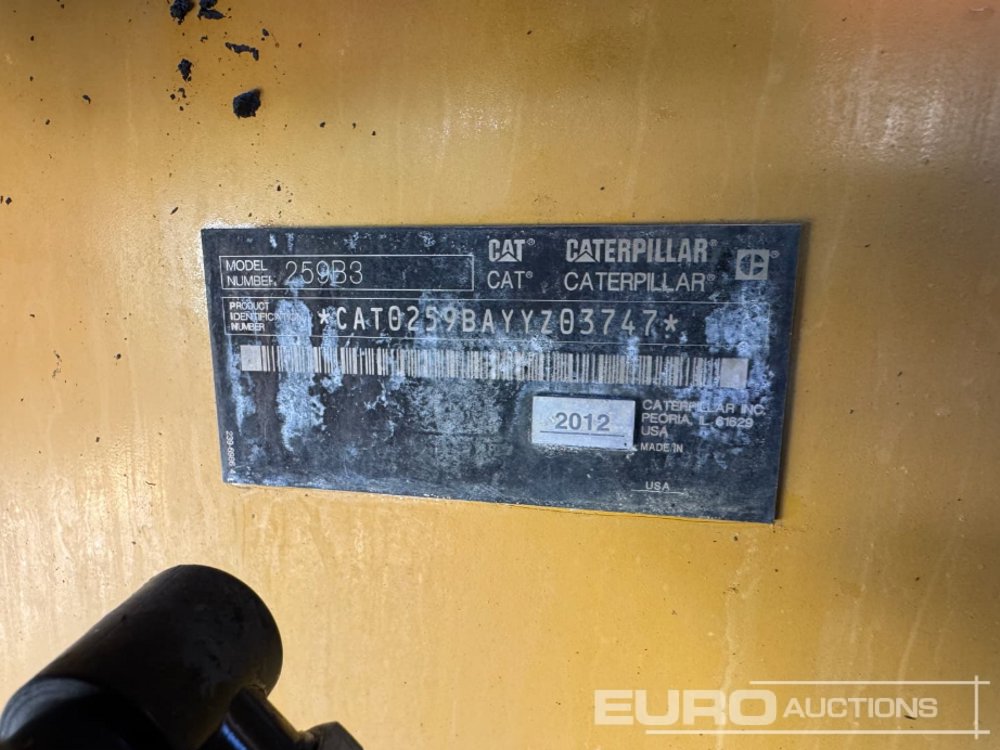 CAT® CATERPILLAR®
CAT® CATERPILLAR®
MODEL NUMBER 259B3
PRODUCT IDENTIFICATION NUMBER *CAT0259BAYYZ03747*
2012
CATERPILLAR INC.
PEORIA, IL 61629
USA
MADE IN
USA
EURO AUCTIONS